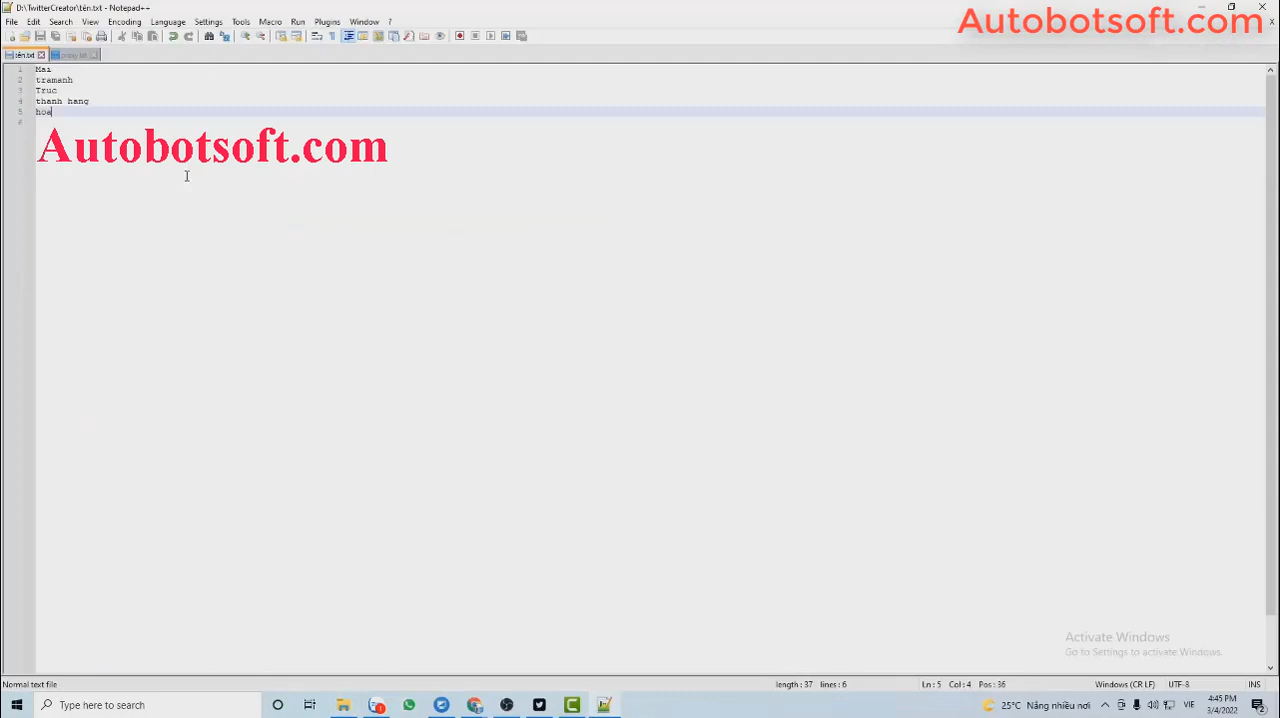 D:\TwitterCreator\tên.txt - Notepad++
Autobotsoft.com
File Edit Search View Encoding Language Settings Tools Macro Run Plugins Window ?
tên.txt proxy.txt
1 Mai
2 tramanh
3 Truc
4 thanh hang
5 hoa
6
Autobotsoft.com
Activate Windows
Go to Settings to activate Windows.
Normal text file length : 37 lines : 6 Ln : 5 Col : 4 Pos : 36 Windows (CR LF) UTF-8 INS
Type here to search 25°C Nắng nhiều nơi VIE 4:45 PM
3/4/2022